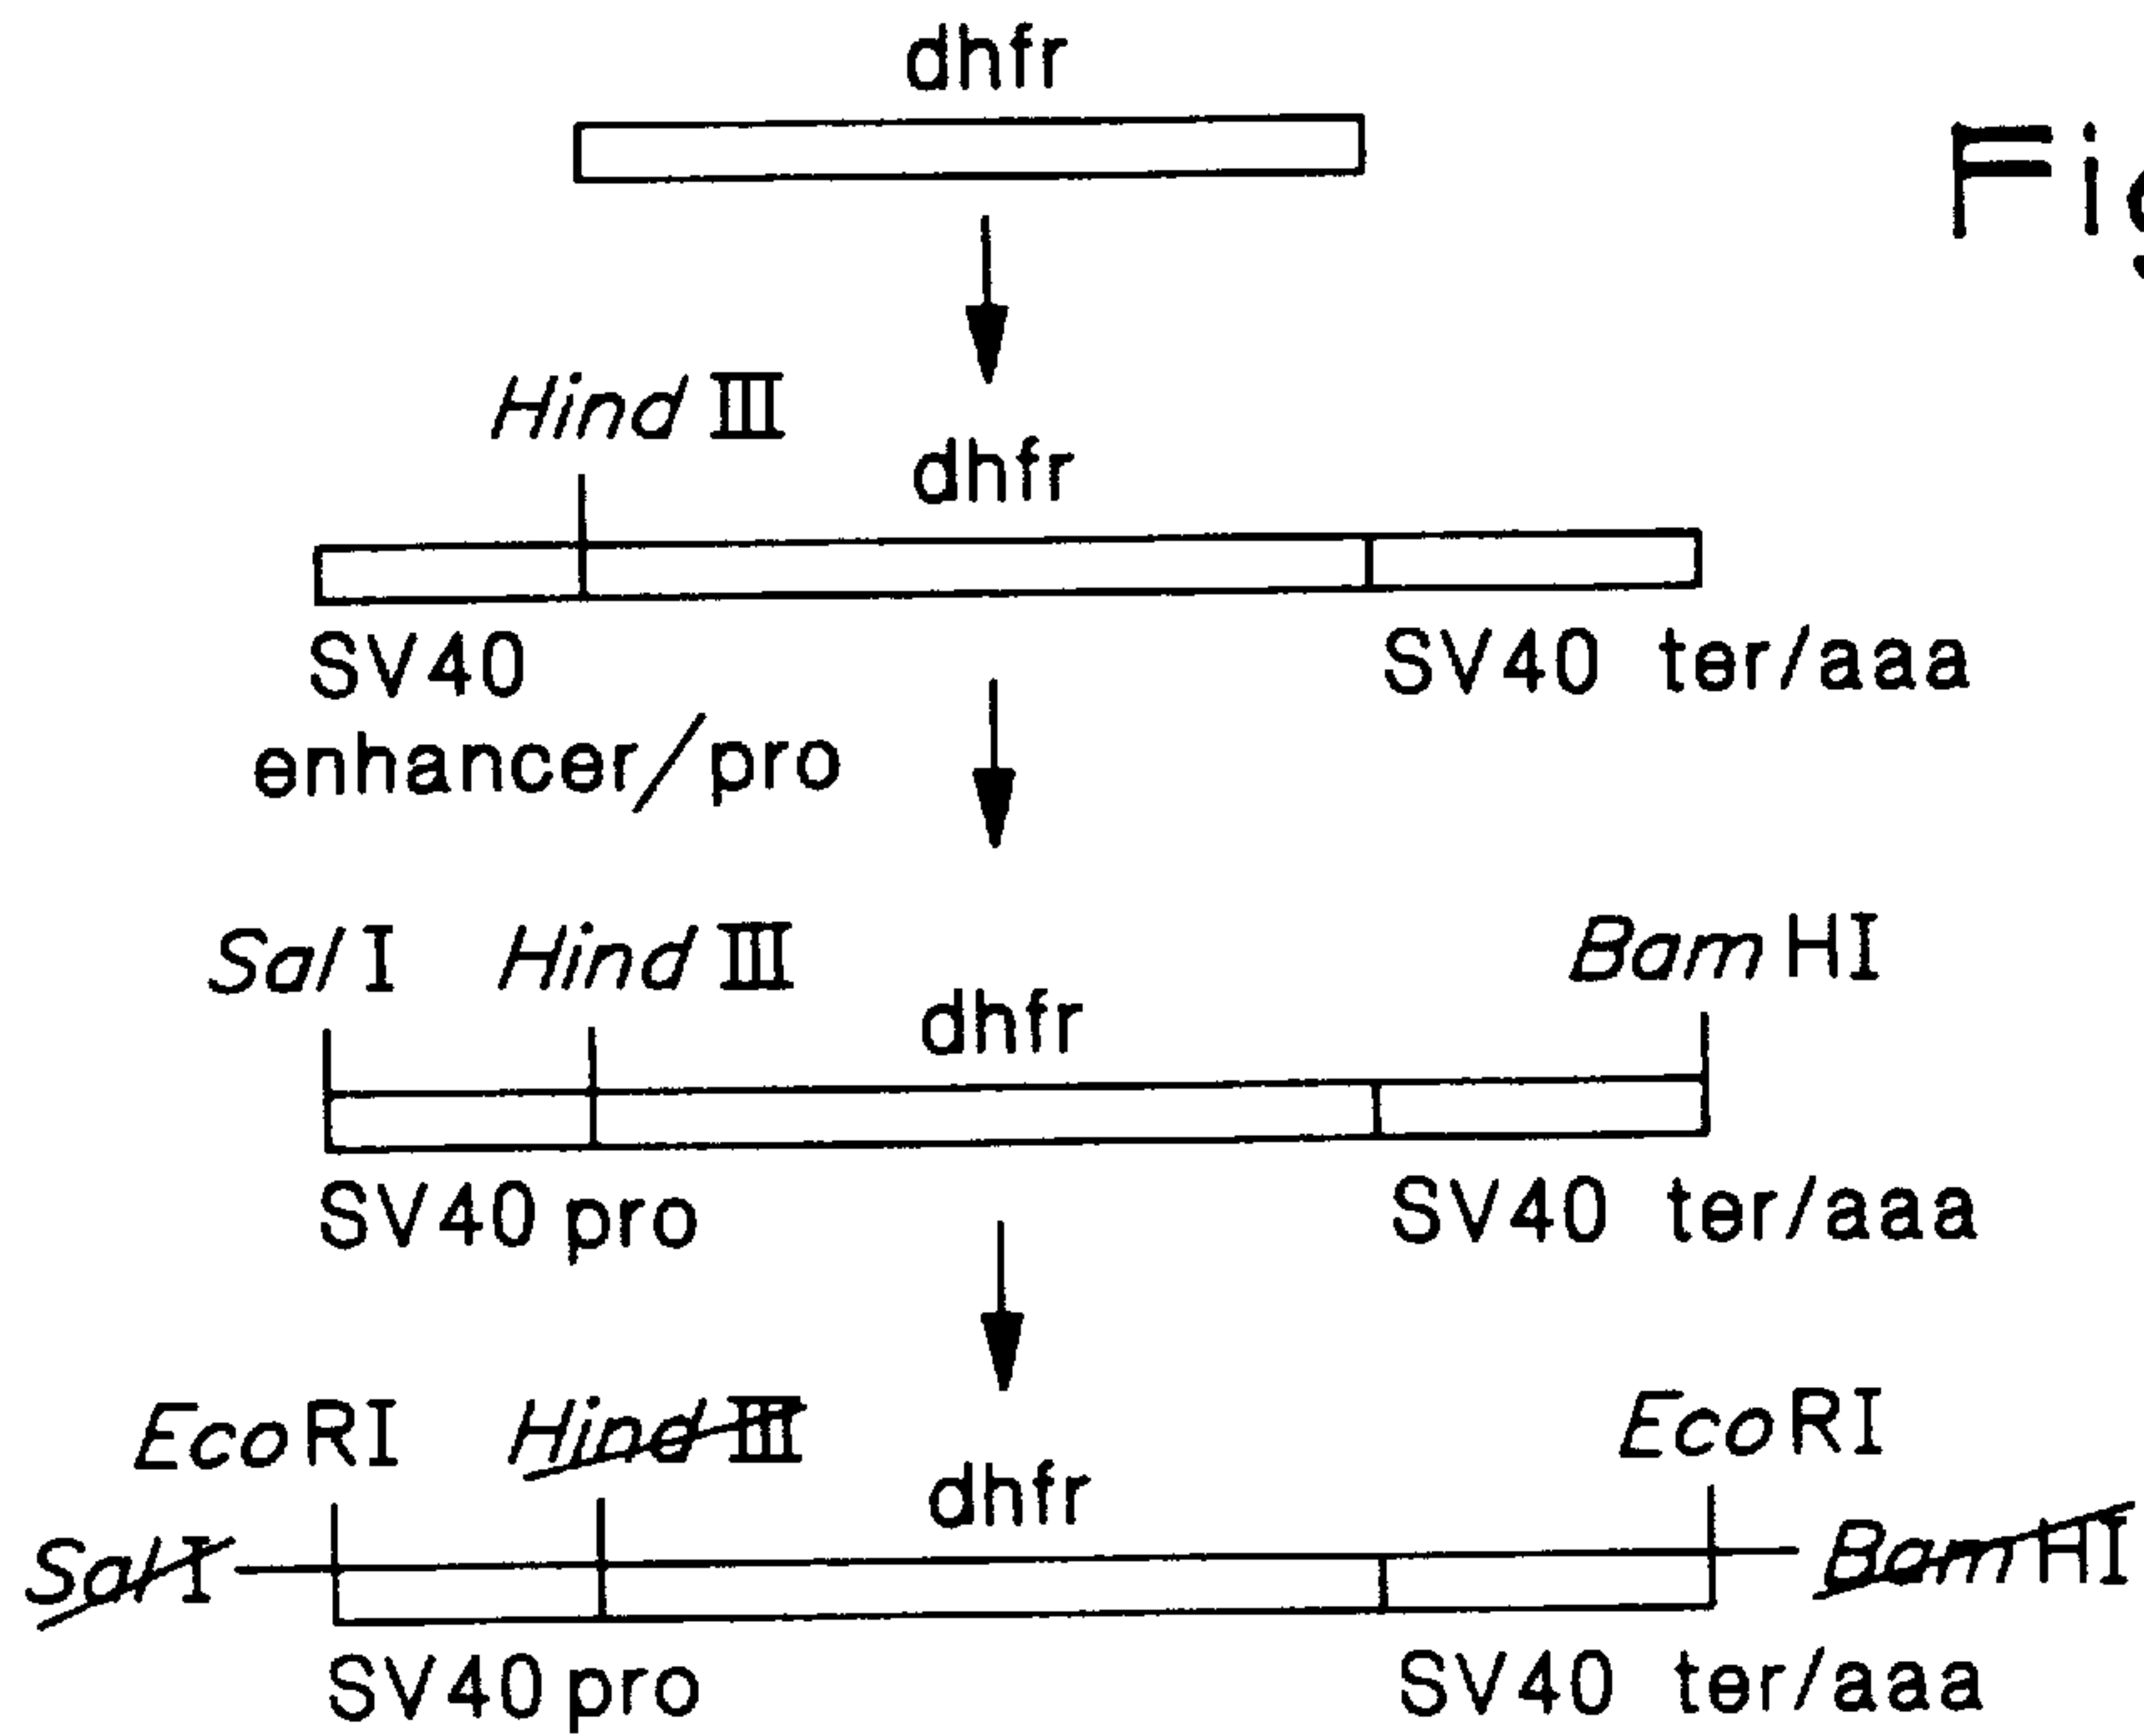 dhfr
Fig
Hind III
dhfr
SV40
enhancer/pro
SV40 ter/aaa
Sal I
Hind III
Bam HI
dhfr
SV40 pro
SV40 ter/aaa
EcoRI
Hind III
EcoRI
dhfr
Sal I
Bam HI
SV40 pro
SV40 ter/aaa